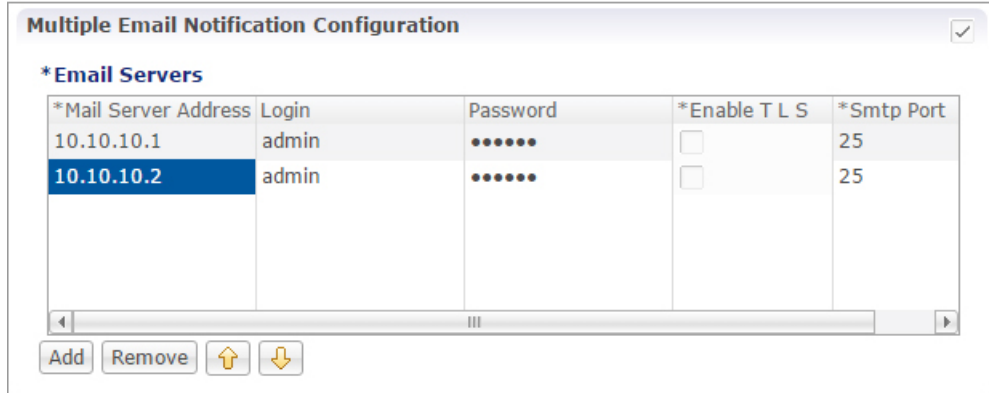 Multiple Email Notification Configuration
*Email Servers
*Mail Server Address Login Password *Enable T L S *Smtp Port
10.10.10.1 admin •••••• 25
10.10.10.2 admin •••••• 25
Add Remove